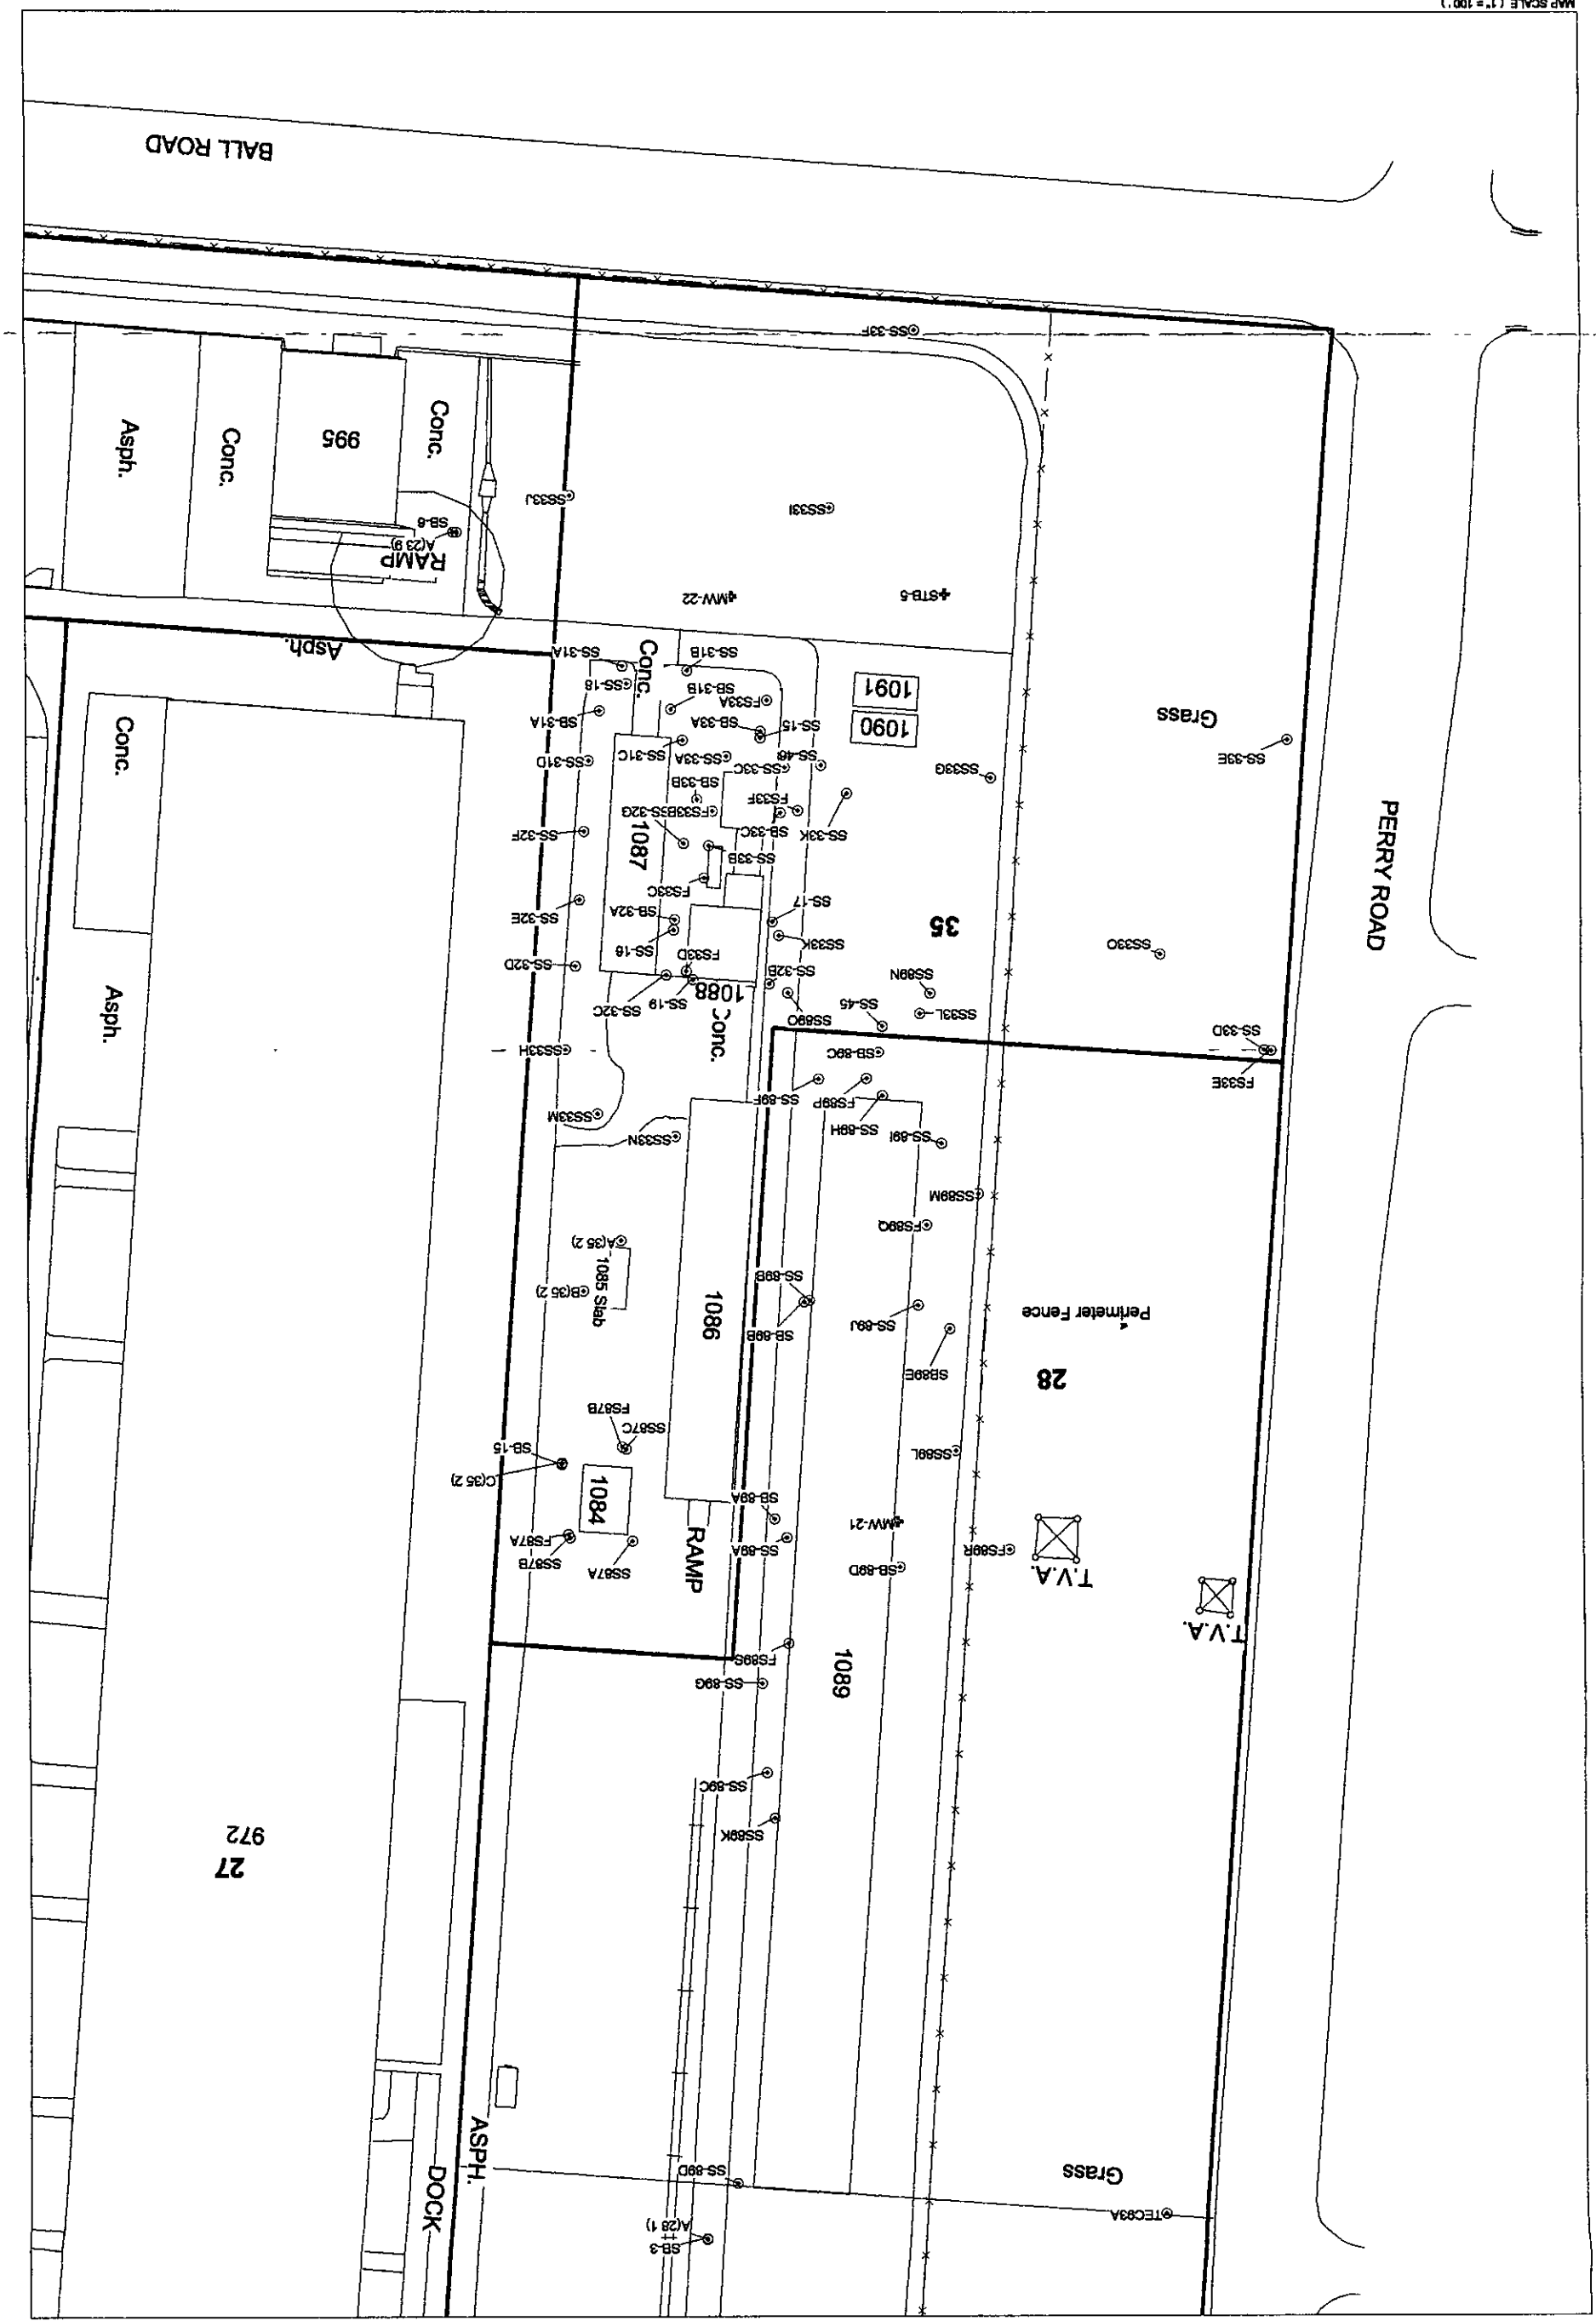 MAP SCALE ( 1" = 100' )
BALL ROAD
SS-33F
995
Conc.
Conc.
Asph.
SS33J
SS33I
SB-6
A(23 9)
RAMP
MW-22
STB-5
Asph.
SS-31A
Conc.
SS-31B
SS-18
SB-31B
FS33A
1091
SB-31A
SB-33A
SS-15
1090
Grass
SS-31C
SS-33A
SS-46
SS-31D
SS-33C
SS33G
SS-33E
SB-33B
FS33F
FS33B
SS-32G
SB-33C
SS-33K
SS-32F
1087
SS-33B
Conc.
FS33C
PERRY ROAD
SS-32E
SB-32A
SS-17
35
SS-16
SS33K
SS33O
SS-32D
FS33D
SS-32B
SS89N
SS-32C
SS-19
1088
SS89O
SS-45
SS33L
Asph.
Conc.
SS-33D
SS33H
SB-89C
FS33E
SS33M
SS-89F
FS89P
SS33N
SS-89H
SS-89I
SS89M
FS89Q
A(35 2)
1085 Slab
B(35 2)
SS-89B
1086
SB-89B
SS-89J
Perimeter Fence
SB89E
28
FS87B
SS87C
SB-15
C(35 2)
SS89L
1084
SB-89A
MW-21
FS87A
SS87B
SS87A
RAMP
SS-89A
SB-89D
FS89R
T.V.A.
T.V.A.
FS89S
SS-89G
1089
SS-89C
SS89K
972
27
ASPH.
DOCK
SS-89D
Grass
TEC93A
A(28 1)
SB-3